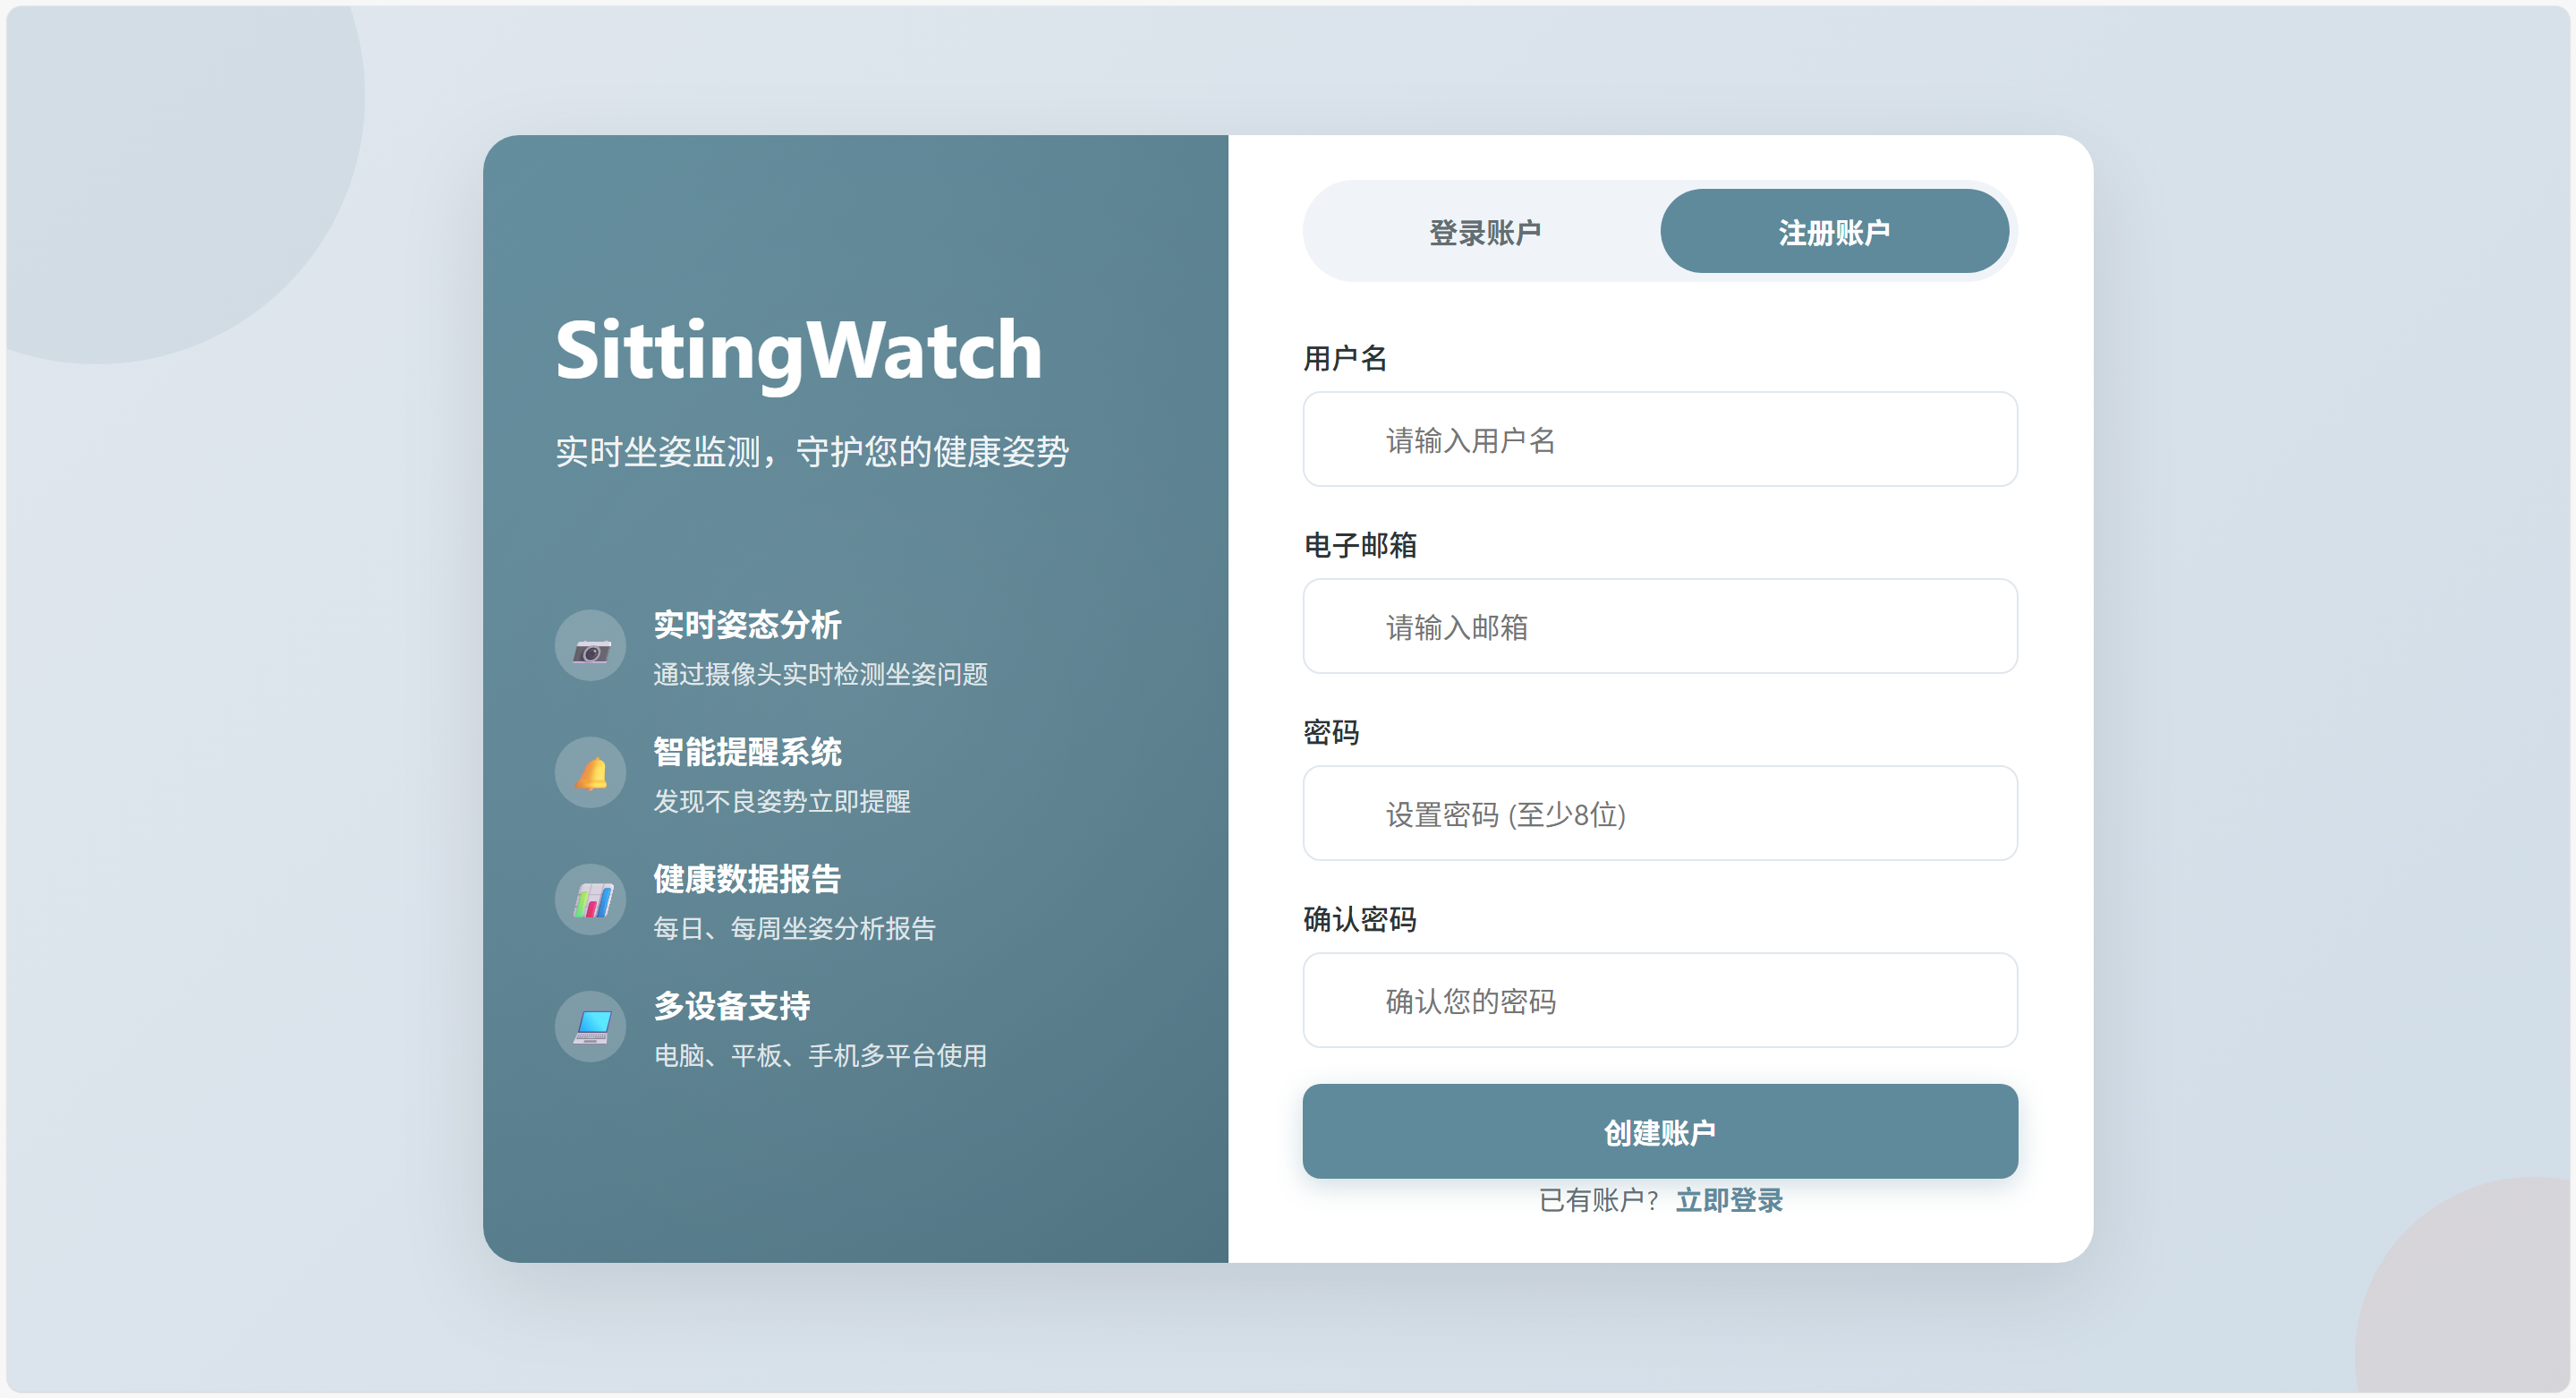 SittingWatch
实时坐姿监测，守护您的健康姿势
实时姿态分析
通过摄像头实时检测坐姿问题
智能提醒系统
发现不良姿势立即提醒
健康数据报告
每日、每周坐姿分析报告
多设备支持
电脑、平板、手机多平台使用
登录账户
注册账户
用户名
请输入用户名
电子邮箱
请输入邮箱
密码
设置密码 (至少8位)
确认密码
确认您的密码
创建账户
已有账户? 立即登录